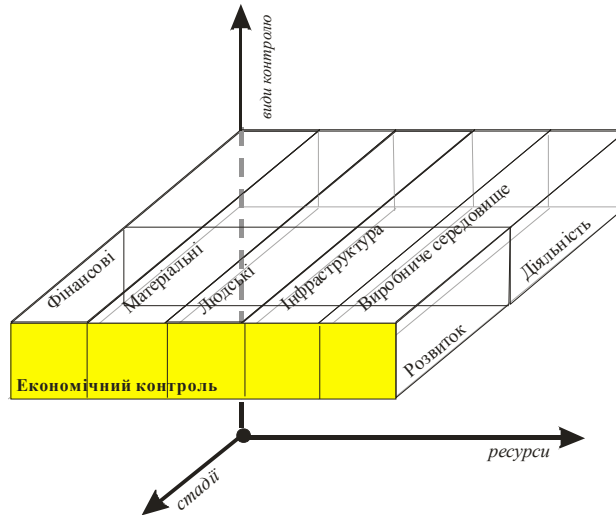 види контролю
Фінансові
Матеріальні
Людські
Інфраструктура
Виробниче середовище
Діяльність
Розвиток
Економічний контроль
ресурси
стадії